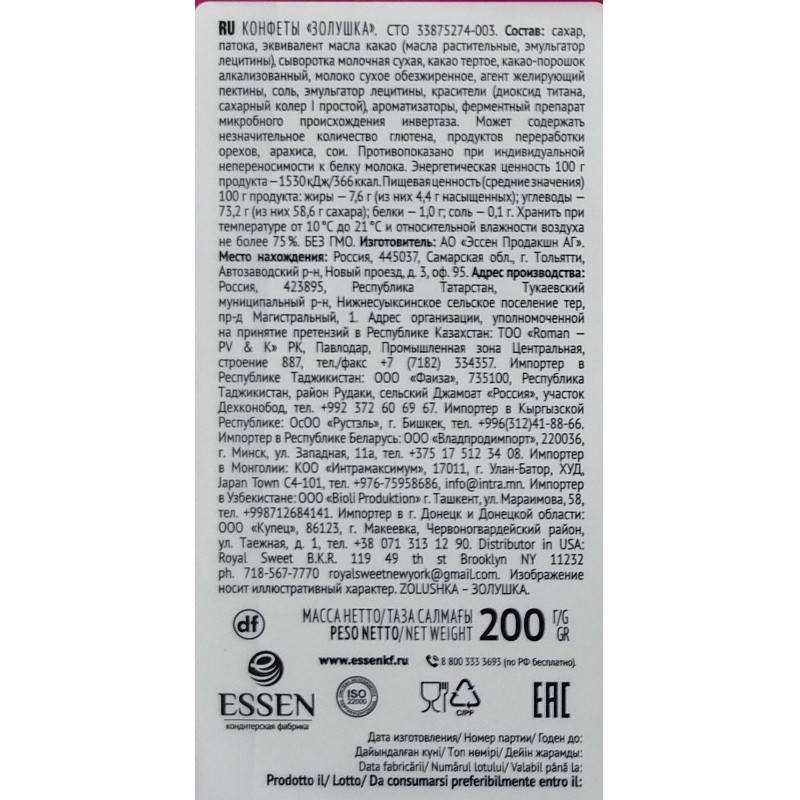 RU КОНФЕТЫ «ЗОЛУШКА». СТО 33875274-003. Состав: сахар,
патока, эквивалент масла какао (масла растительные, эмульгатор
лецитины), сыворотка молочная сухая, какао тертое, какао-порошок
алкализованный, молоко сухое обезжиренное, агент желирующий
пектины, соль, эмульгатор лецитины, красители (диоксид титана,
сахарный колер I простой), ароматизаторы, ферментный препарат
микробного происхождения инвертаза. Может содержать
незначительное количество глютена, продуктов переработки
орехов, арахиса, сои. Противопоказано при индивидуальной
непереносимости к белку молока. Энергетическая ценность 100 г
продукта – 1530 кДж/366 ккал. Пищевая ценность (средние значения)
100 г продукта: жиры – 7,6 г (из них 4,4 г насыщенных); углеводы –
73,2 г (из них 58,6 г сахара); белки – 1,0 г; соль – 0,1 г. Хранить при
температуре от 10°С до 21°С и относительной влажности воздуха
не более 75%. БЕЗ ГМО. Изготовитель: АО «Эссен Продакшн АГ».
Место нахождения: Россия, 445037, Самарская обл., г. Тольятти,
Автозаводский р-н, Новый проезд, д. 3, оф. 95. Адрес производства:
Россия, 423895, Республика Татарстан, Тукаевский
муниципальный р-н, Нижнесуыксинское сельское поселение тер,
пр-д Магистральный, 1. Адрес организации, уполномоченной
на принятие претензий в Республике Казахстан: ТОО «Roman –
PV & K» РК, Павлодар, Промышленная зона Центральная,
строение 887, тел./факс +7 (7182) 334357. Импортер в
Республике Таджикистан: ООО «Фаиза», 735100, Республика
Таджикистан, район Рудаки, сельский Джамоат «Россия», участок
Дехконобод, тел. +992 372 60 69 67. Импортер в Кыргызской
Республике: ОсОО «Рустэль», г. Бишкек, тел. +996(312)41-88-66.
Импортер в Республике Беларусь: ООО «Владпродимпорт», 220036,
г. Минск, ул. Западная, 11а, тел. +375 17 512 34 08. Импортер
в Монголии: КОО «Интрамаксимум», 17011, г. Улан-Батор, ХУД,
Japan Town C4-101, тел. +976-75958686, info@intra.mn. Импортер
в Узбекистане: ООО «Bioli Produktion» г. Ташкент, ул. Мараимова, 58,
тел. +998712684141. Импортер в г. Донецк и Донецкой области:
ООО «Купец», 86123, г. Макеевка, Червоногвардейский район,
ул. Таежная, д. 1, тел. +38 071 313 12 90. Distributor in USA:
Royal Sweet B.K.R. 119 49 th st Brooklyn NY 11232
ph. 718-567-7770 royalsweetnewyork@gmail.com. Изображение
носит иллюстративный характер. ZOLUSHKA – ЗОЛУШКА.
df
МАССА НЕТТО/ТАЗА САЛМАҒЫ
PESO NETTO/NET WEIGHT 200 Г/G
GR
www.essenkf.ru 8 800 333 3693 (по РФ бесплатно).
ESSEN
кондитерская фабрика
ISO
22000
C/PP
EAC
Дата изготовления/ Номер партии/ Годен до:
Дайындалған күні/ Топ нөмірі/ Дейін жарамды:
Data fabricării/ Numărul lotului/ Valabil până la:
Prodotto il/ Lotto/ Da consumarsi preferibilmente entro il: